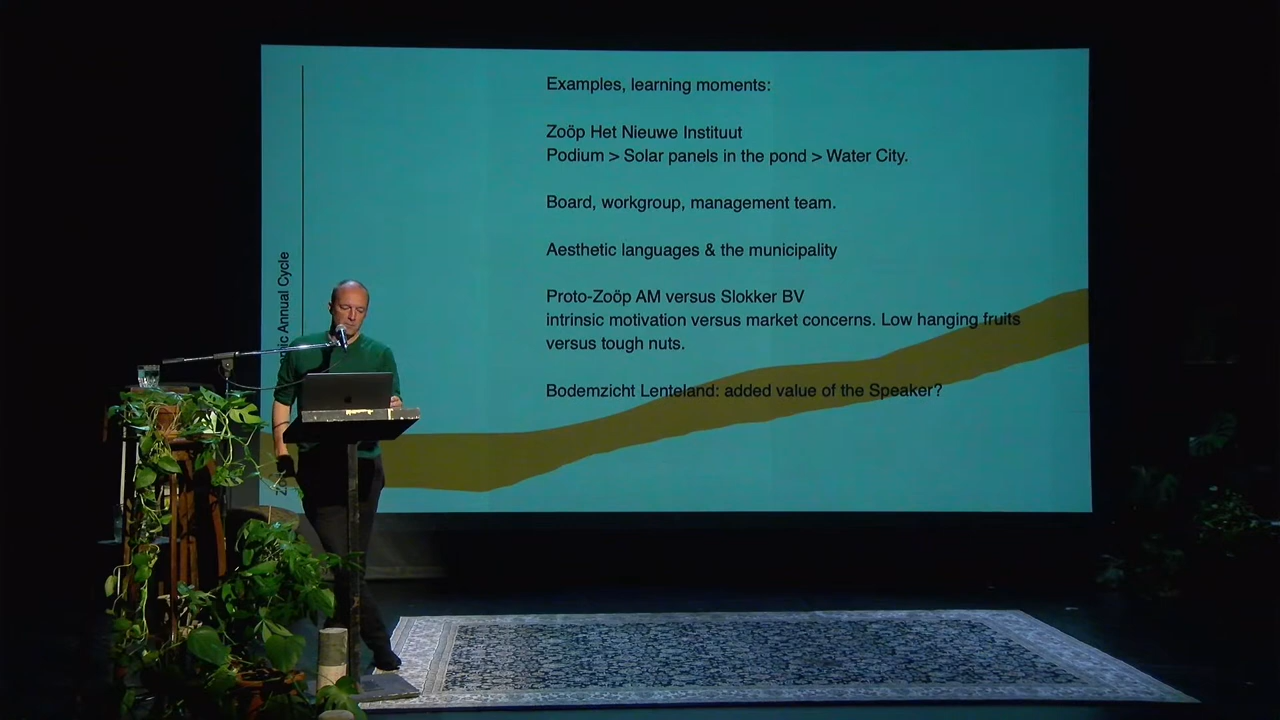 Examples, learning moments:
Zoöp Het Nieuwe Instituut
Podium > Solar panels in the pond > Water City.
Board, workgroup, management team.
Aesthetic languages & the municipality
Proto-Zoöp AM versus Slokker BV
intrinsic motivation versus market concerns. Low hanging fruits
versus tough nuts.
Bodemzicht Lenteland: added value of the Speaker?
Annual Cycle